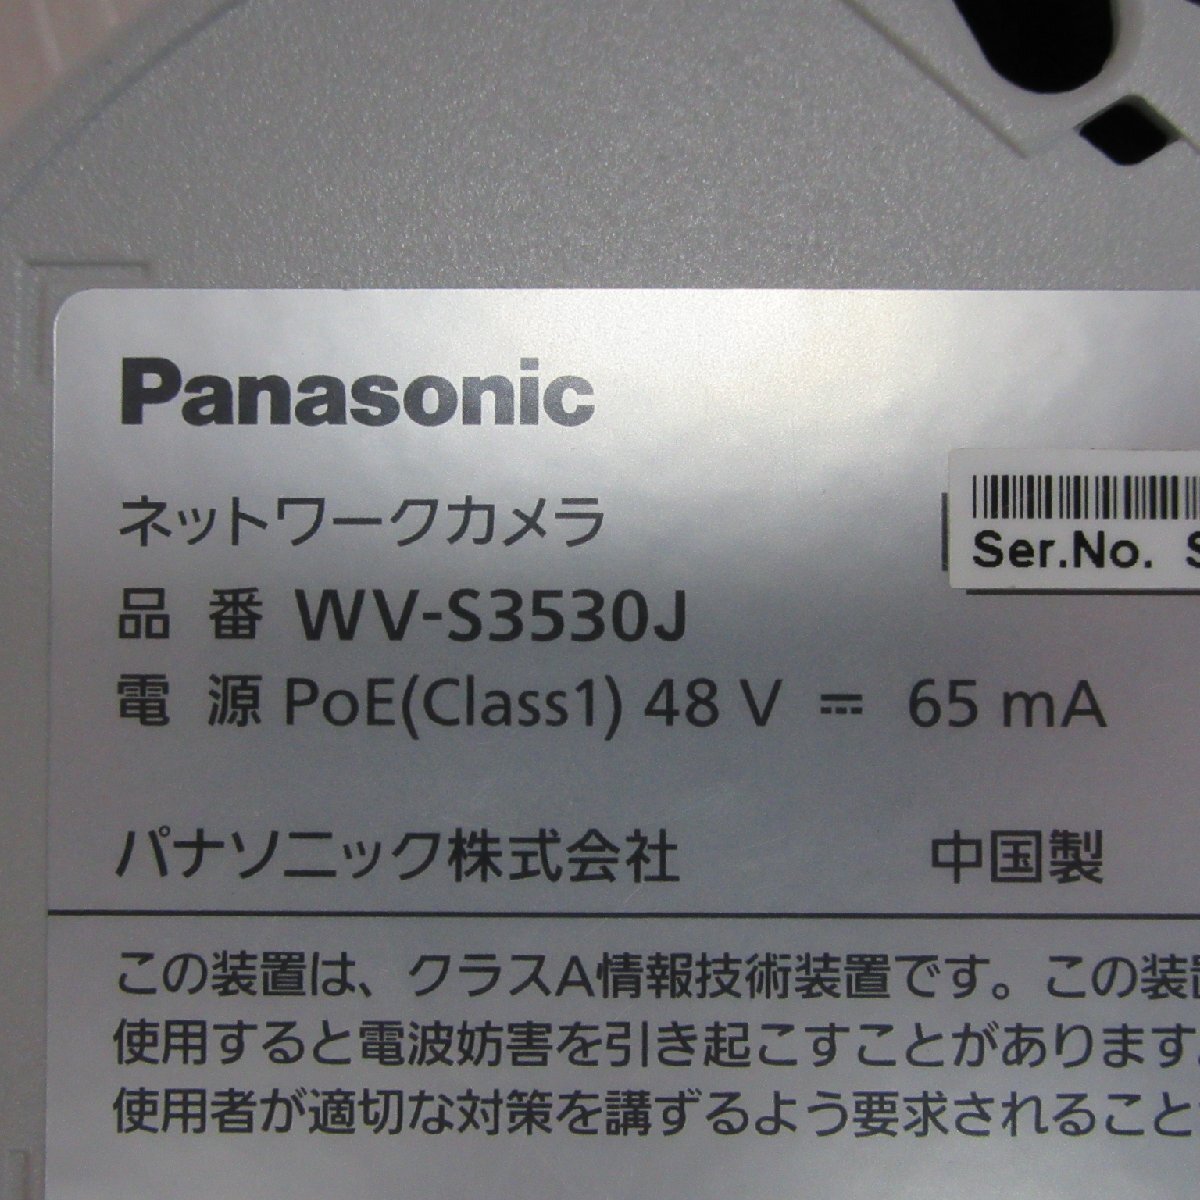 Panasonic
ネットワークカメラ
Ser.No.
品 番 WV-S3530J
電 源 PoE(Class1) 48 V ⎓ 65 mA
パナソニック株式会社 中国製
この装置は、クラスA情報技術装置です。この装置
使用すると電波妨害を引き起こすことがあります。
使用者が適切な対策を講ずるよう要求されること